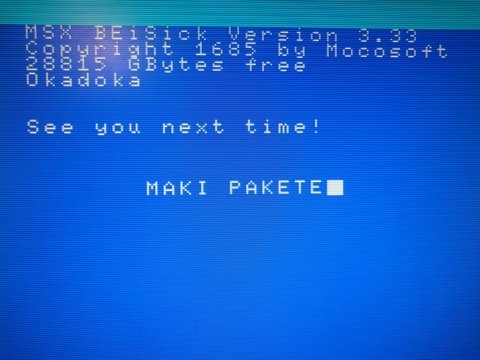 MSX BEiSick Version 3.33
Copyright 1685 by Mocosoft
28815 GBytes free
Okadoka
See you next time!
MAKI PAKETE